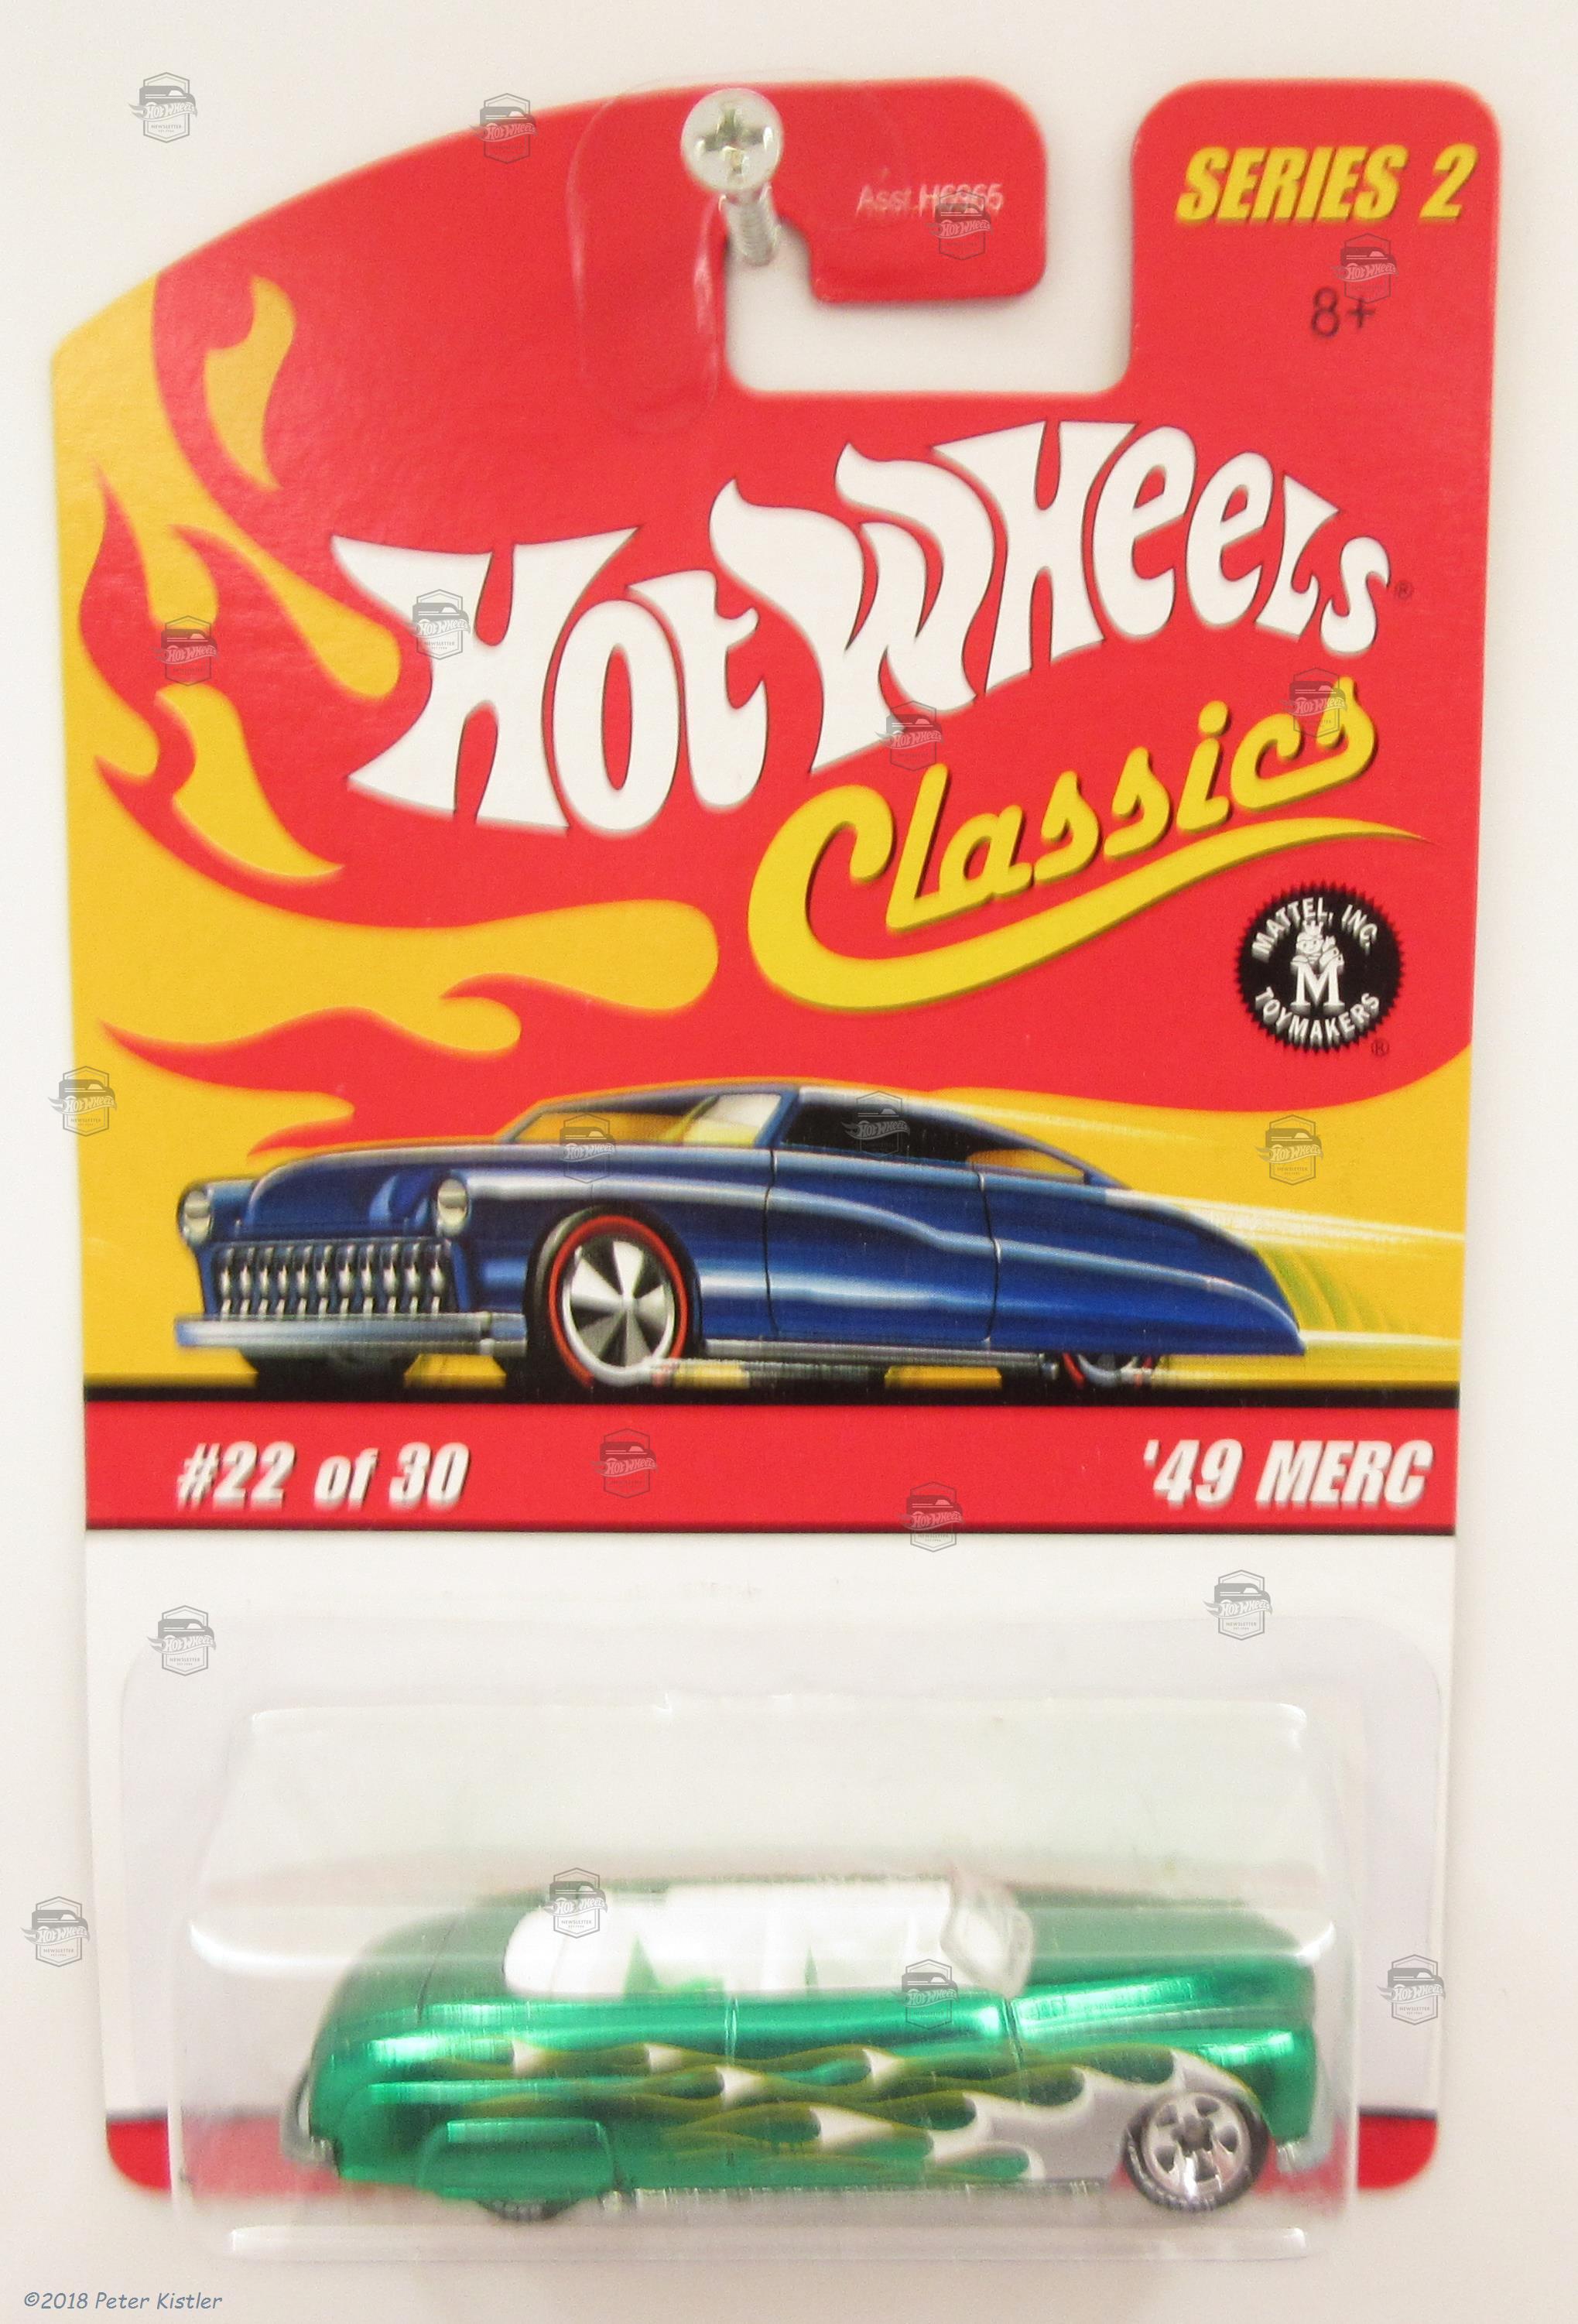 Asst.H6965
SERIES 2
8+
Hot Wheels®
Classics
MATTEL, INC.
M
TOYMAKERS
®
#22 of 30
'49 MERC
©2018 Peter Kistler